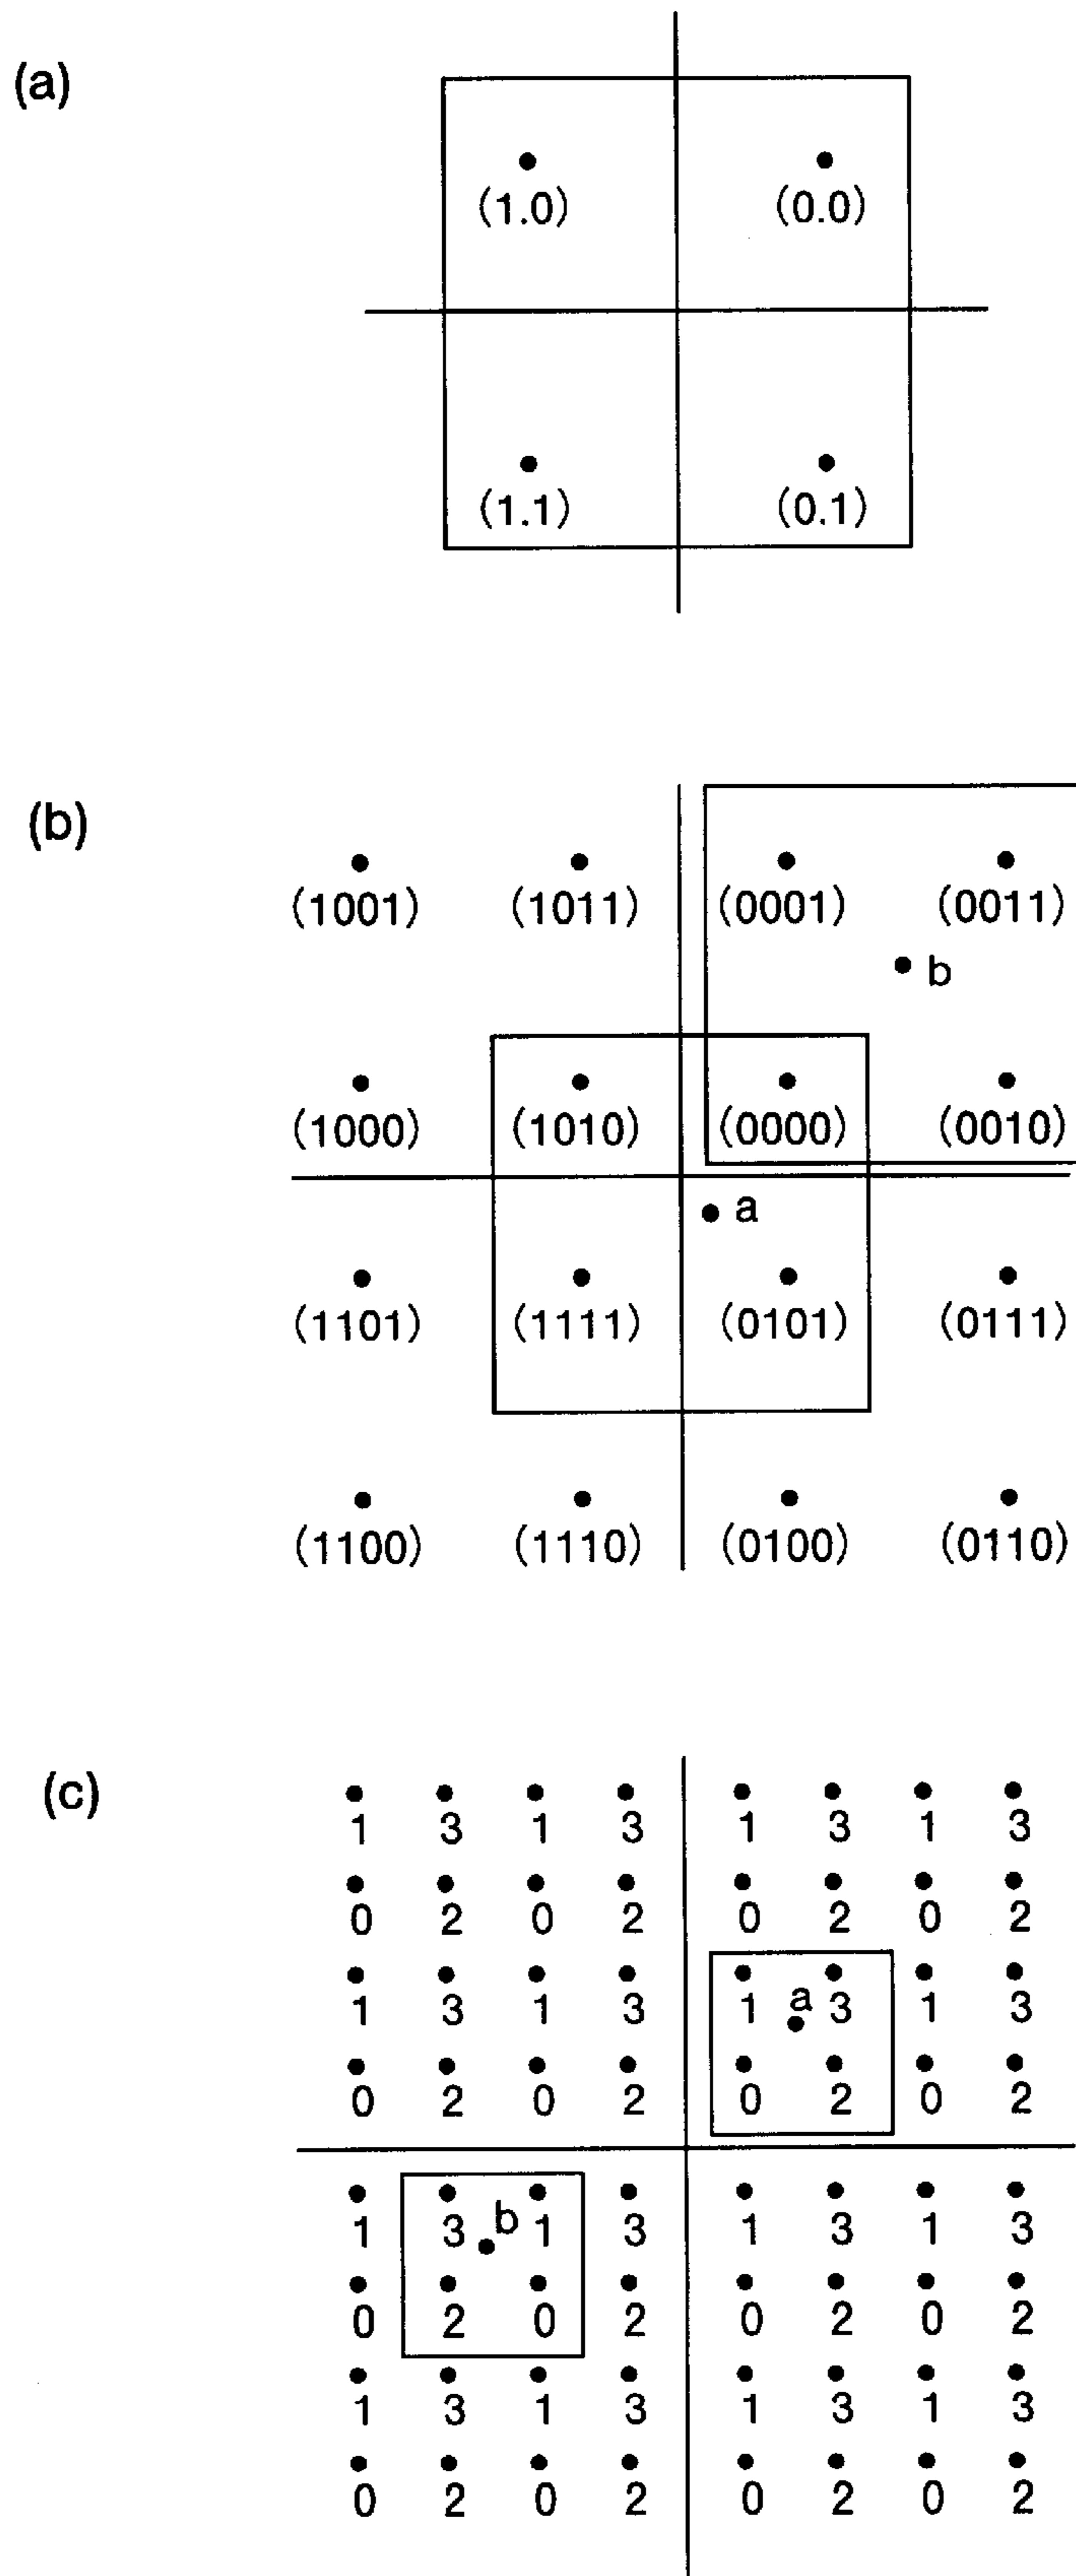 (a)
(1.0) (0.0)
(1.1) (0.1)
(b)
(1001) (1011) (0001) (0011)
b
(1000) (1010) (0000) (0010)
a
(1101) (1111) (0101) (0111)
(1100) (1110) (0100) (0110)
(c)
1 3 1 3 1 3 1 3
0 2 0 2 0 2 0 2
1 3 1 3 1 a 3 1 3
0 2 0 2 0 2 0 2
1 3 b 1 3 1 3 1 3
0 2 0 2 0 2 0 2
1 3 1 3 1 3 1 3
0 2 0 2 0 2 0 2